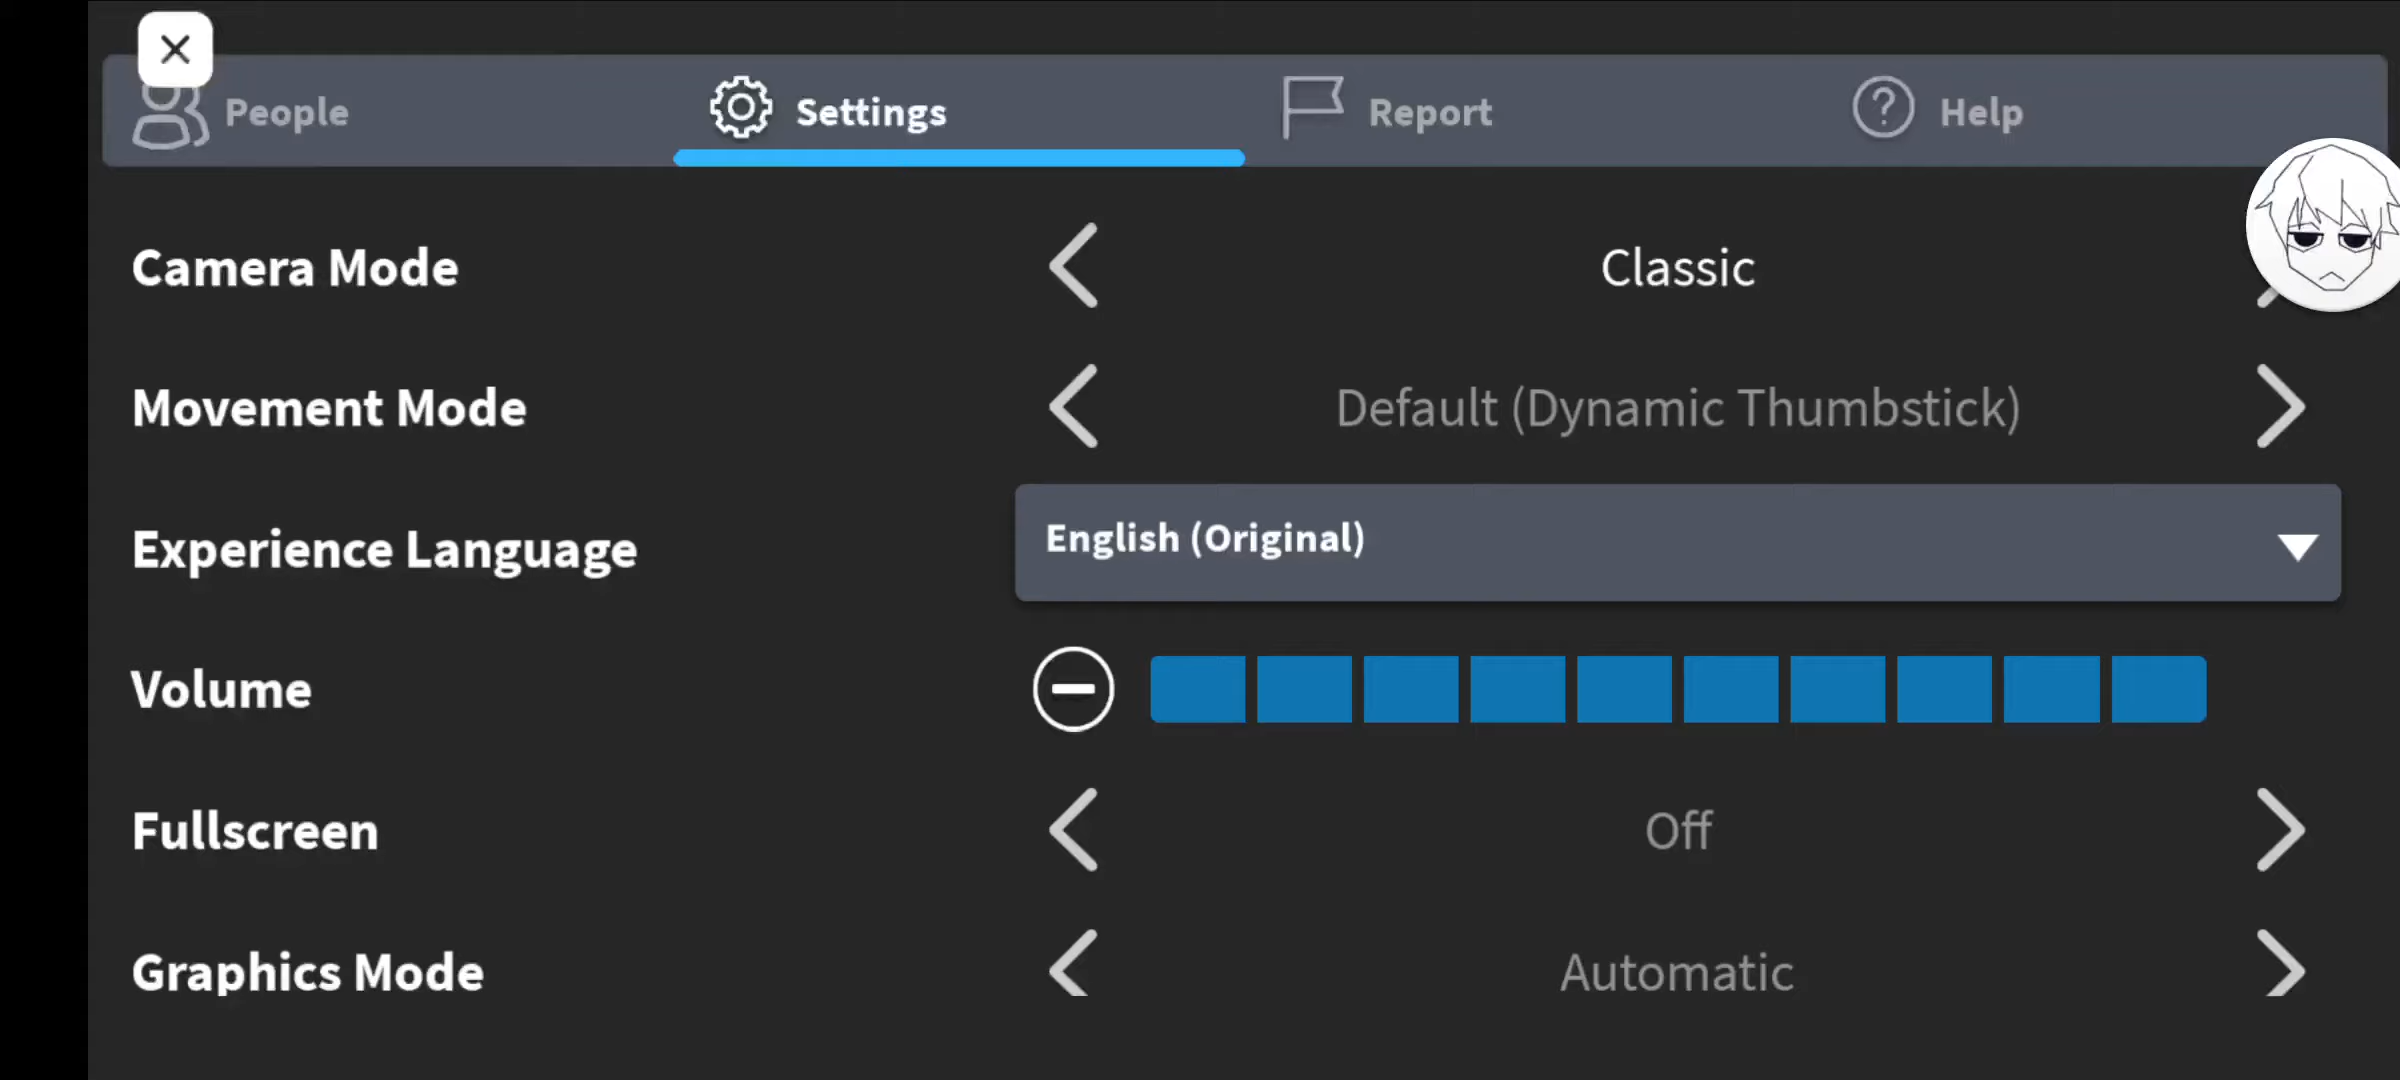 People
Settings
Report
Help
Camera Mode
Classic
Movement Mode
Default (Dynamic Thumbstick)
Experience Language
English (Original)
Volume
Fullscreen
Off
Graphics Mode
Automatic